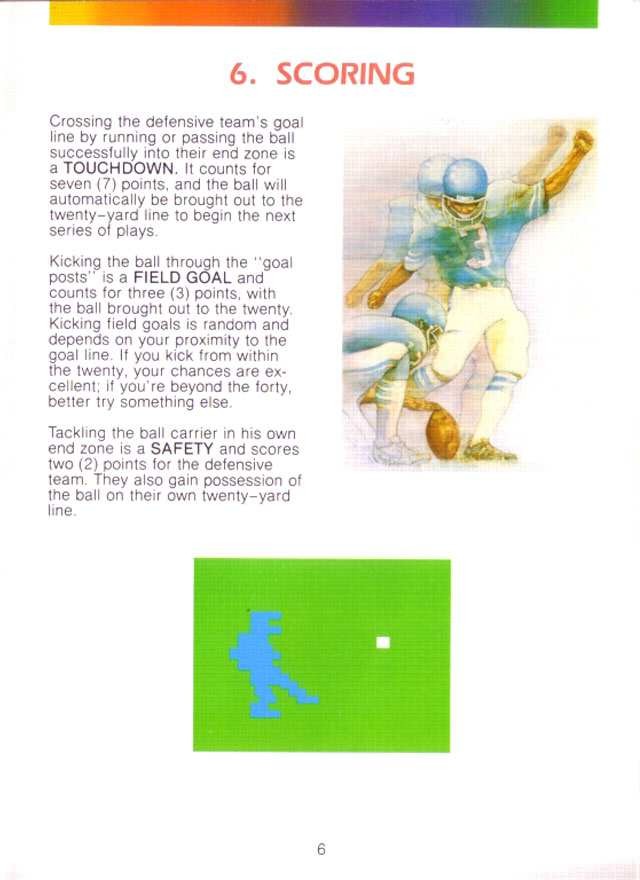 6. SCORING
Crossing the defensive team's goal
line by running or passing the ball
successfully into their end zone is
a TOUCHDOWN. It counts for
seven (7) points, and the ball will
automatically be brought out to the
twenty-yard line to begin the next
series of plays.
Kicking the ball through the "goal
posts" is a FIELD GOAL and
counts for three (3) points, with
the ball brought out to the twenty.
Kicking field goals is random and
depends on your proximity to the
goal line. If you kick from within
the twenty, your chances are ex-
cellent; if you're beyond the forty,
better try something else.
Tackling the ball carrier in his own
end zone is a SAFETY and scores
two (2) points for the defensive
team. They also gain possession of
the ball on their own twenty-yard
line.
3
6